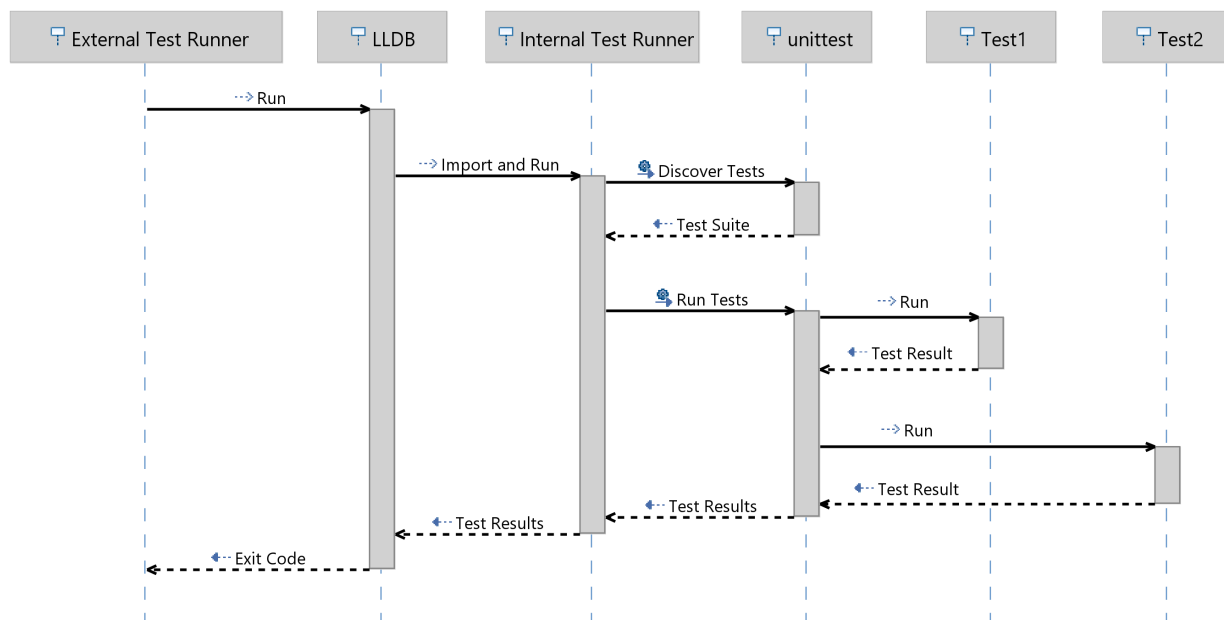 External Test Runner
LLDB
Internal Test Runner
unittest
Test1
Test2
Run
Import and Run
Discover Tests
Test Suite
Run Tests
Run
Test Result
Run
Test Result
Test Results
Test Results
Exit Code